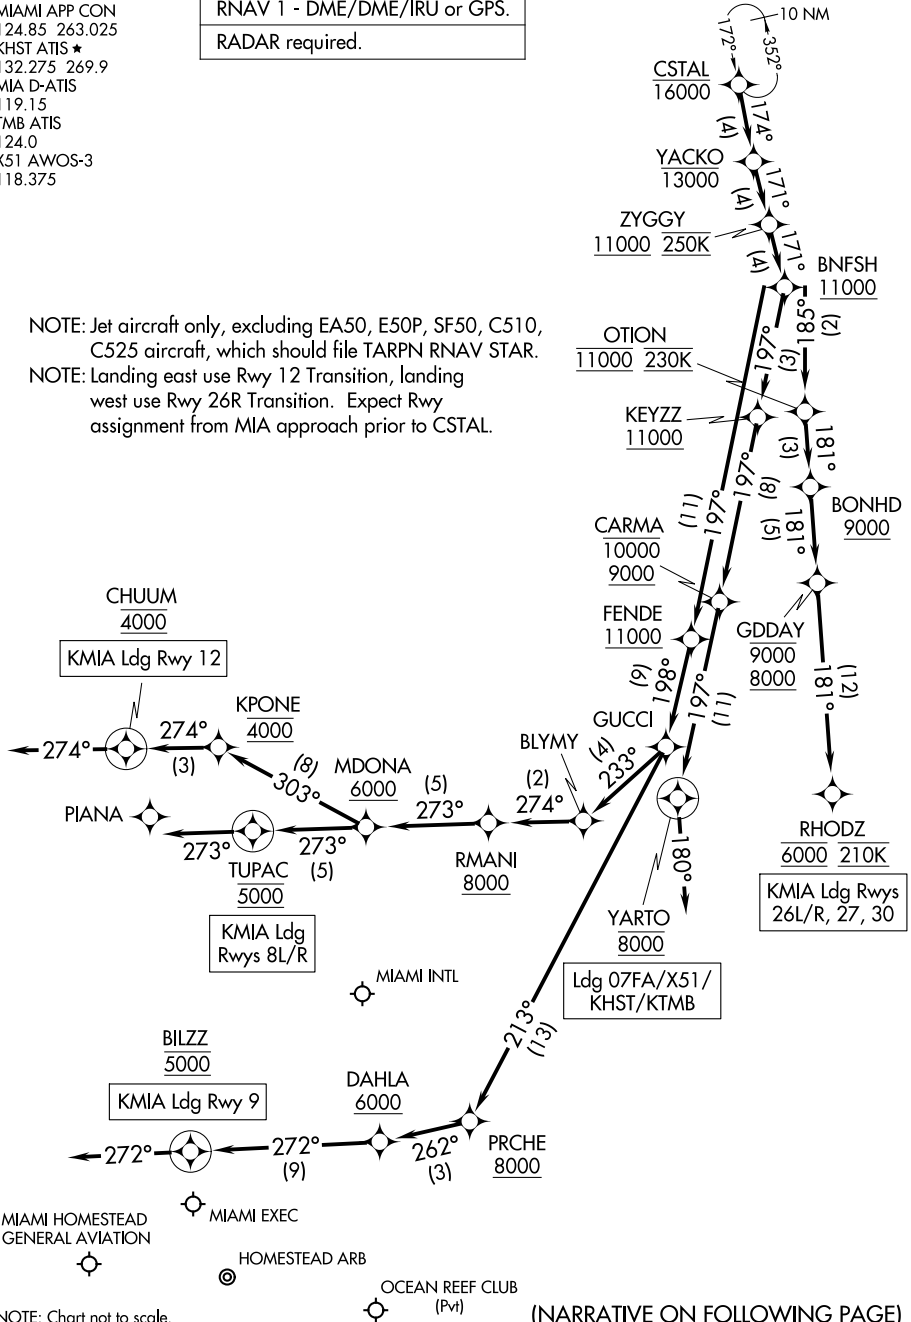 MIAMI APP CON
124.85 263.025
KHST ATIS ★
132.275 269.9
MIA D-ATIS
119.15
TMB ATIS
124.0
X51 AWOS-3
118.375
RNAV 1 - DME/DME/IRU or GPS.
RADAR required.
10 NM
172°
352°
CSTAL
16000
174°
(4)
YACKO
13000
171°
(4)
ZYGGY
11000 250K
171°
(4)
BNFSH
11000
NOTE: Jet aircraft only, excluding EA50, E50P, SF50, C510,
C525 aircraft, which should file TARPN RNAV STAR.
NOTE: Landing east use Rwy 12 Transition, landing
west use Rwy 26R Transition. Expect Rwy
assignment from MIA approach prior to CSTAL.
185°
(2)
OTION
11000 230K
197°
(3)
KEYZZ
11000
181°
(3)
197°
(8)
197°
(11)
BONHD
9000
181°
(5)
CARMA
10000
9000
FENDE
11000
GDDAY
9000
8000
181°
(12)
198°
(9)
197°
(11)
CHUUM
4000
KMIA Ldg Rwy 12
KPONE
4000
GUCCI
274°
274°
(3)
303°
(8)
MDONA
6000
BLYMY
233°
(4)
273°
(5)
274°
(2)
PIANA
273°
TUPAC
5000
273°
(5)
KMIA Ldg
Rwys 8L/R
RMANI
8000
180°
RHODZ
6000 210K
KMIA Ldg Rwys
26L/R, 27, 30
YARTO
8000
Ldg 07FA/X51/
KHST/KTMB
MIAMI INTL
213°
(13)
BILZZ
5000
KMIA Ldg Rwy 9
DAHLA
6000
272°
272°
(9)
262°
(3)
PRCHE
8000
MIAMI EXEC
MIAMI HOMESTEAD
GENERAL AVIATION
HOMESTEAD ARB
OCEAN REEF CLUB
(Pvt)
NOTE: Chart not to scale.
(NARRATIVE ON FOLLOWING PAGE)